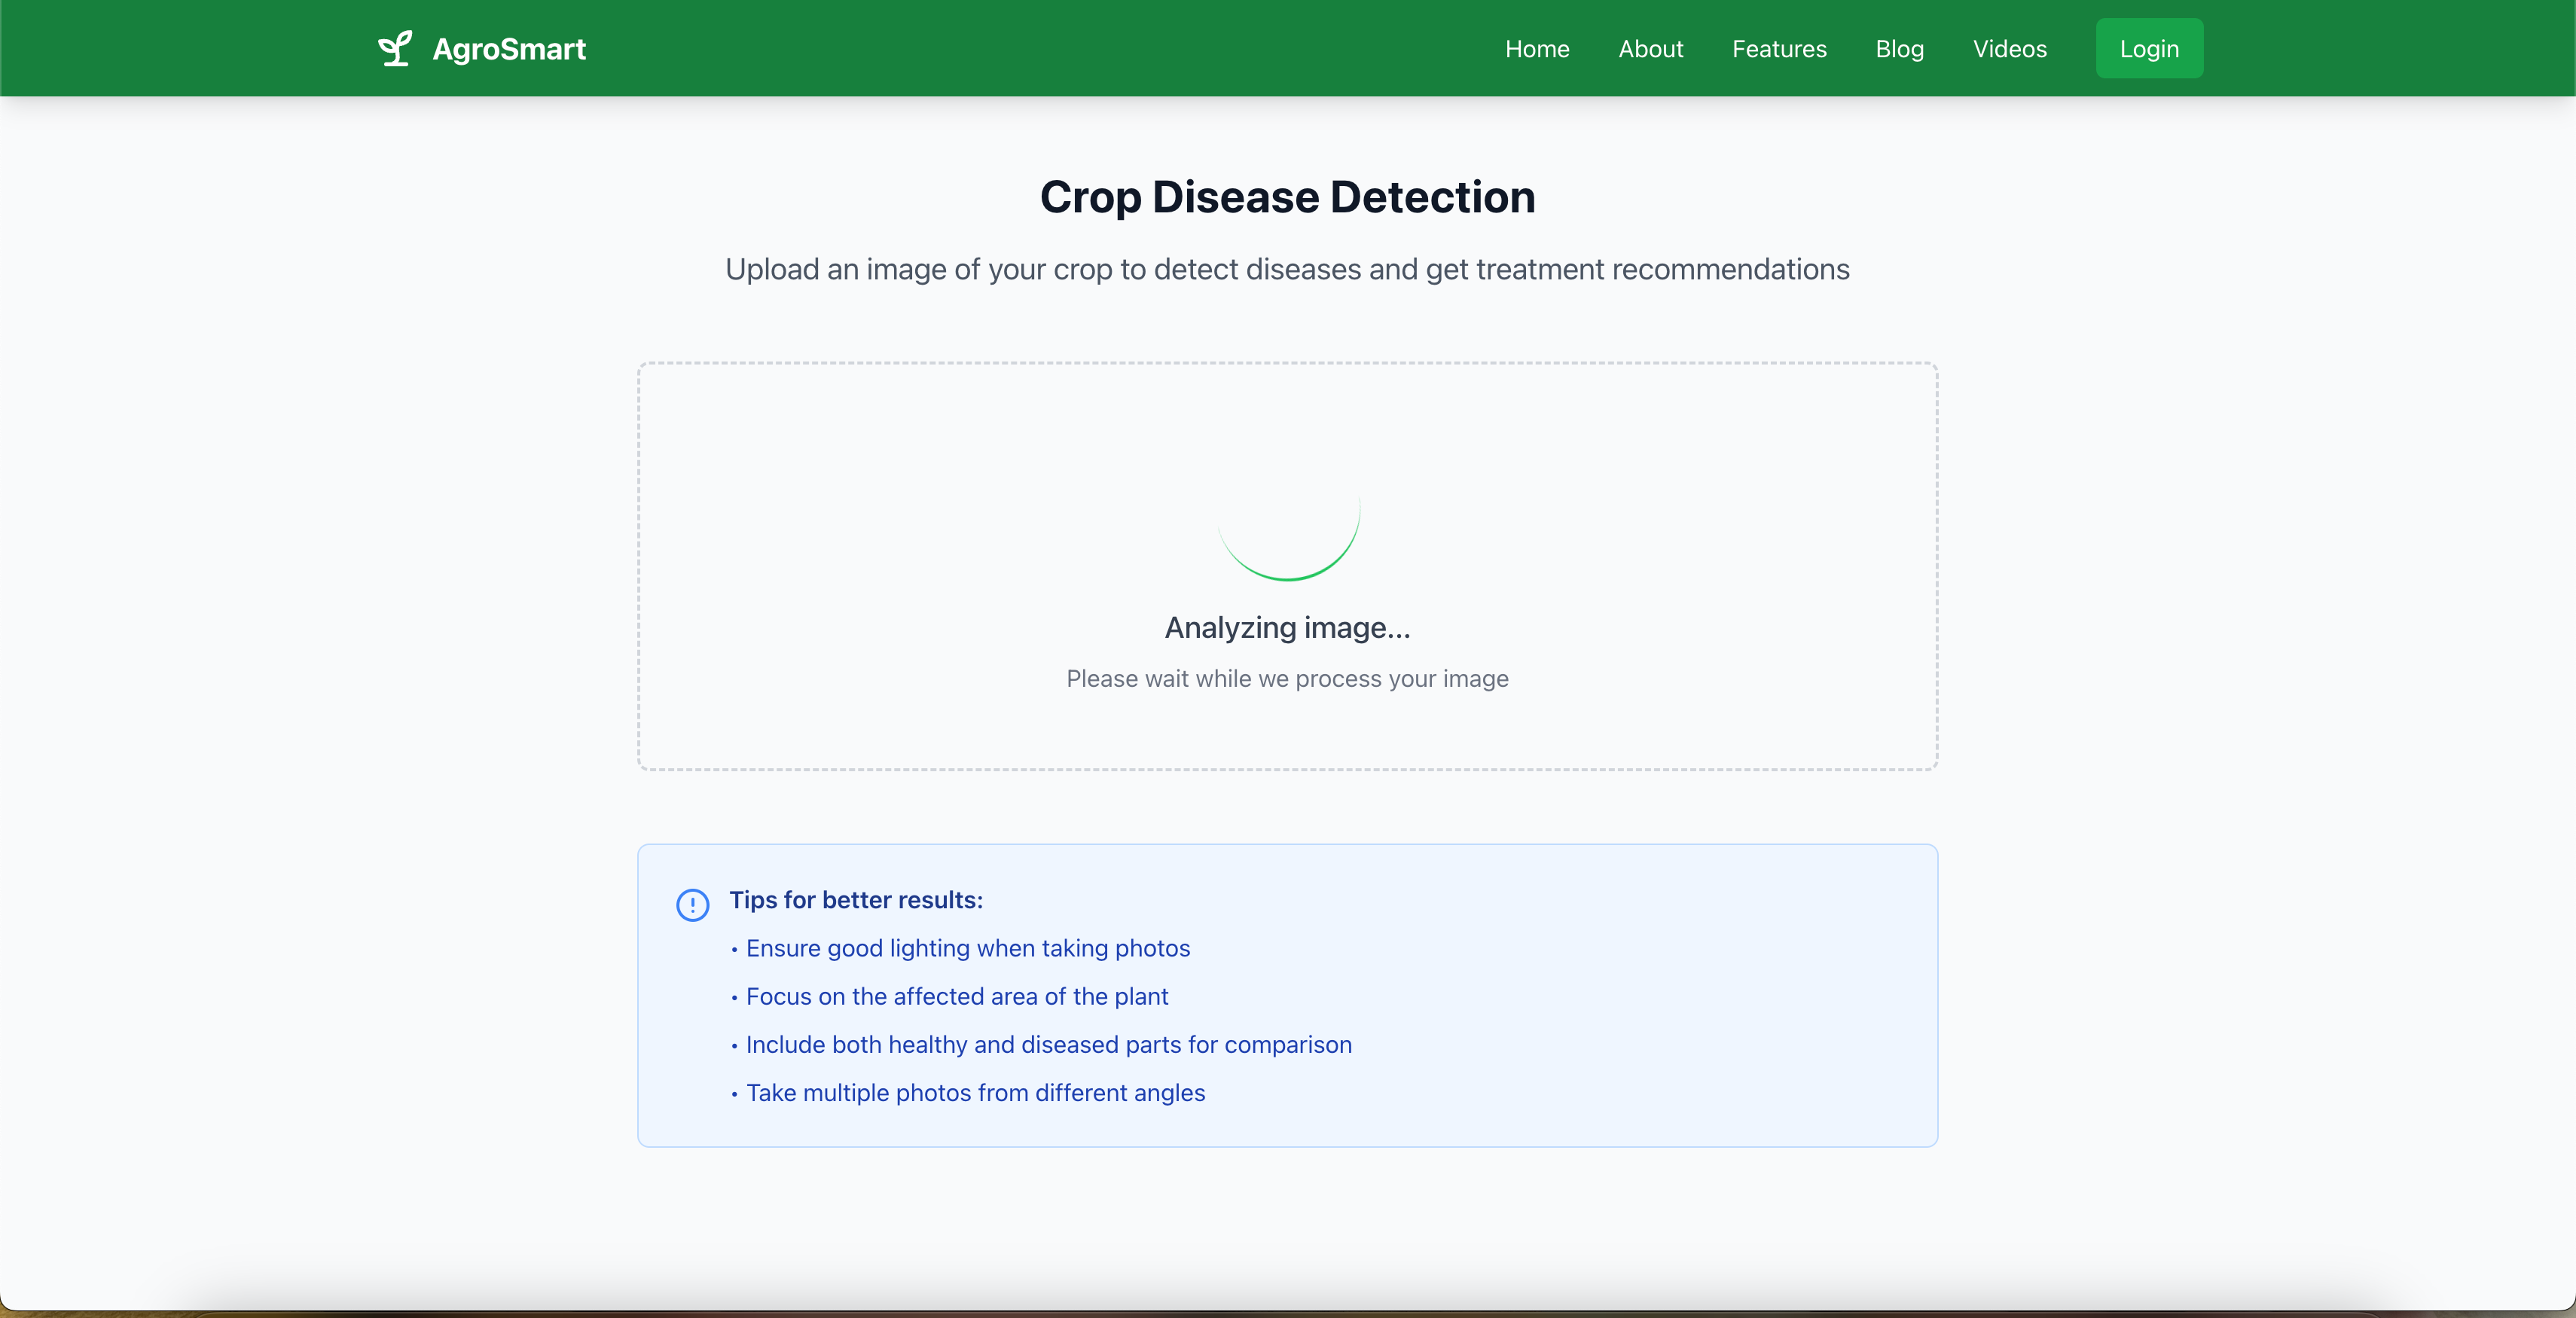 AgroSmart
Home About Features Blog Videos Login
Crop Disease Detection
Upload an image of your crop to detect diseases and get treatment recommendations
Analyzing image...
Please wait while we process your image
Tips for better results:
• Ensure good lighting when taking photos
• Focus on the affected area of the plant
• Include both healthy and diseased parts for comparison
• Take multiple photos from different angles